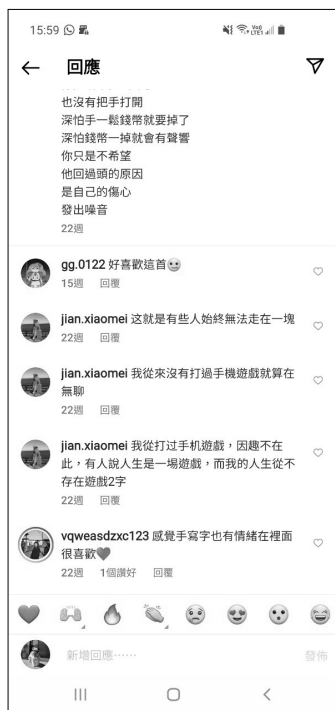 15:59
Vo))
LTE1
回應
也沒有把手打開
深怕手一鬆錢幣就要掉了
深怕錢幣一掉就會有聲響
你只是不希望
他回過頭的原因
是自己的傷心
發出噪音
22週
gg.0122 好喜歡這首
15週 回覆
jian.xiaomei 这就是有些人始終無法走在一塊
22週 回覆
jian.xiaomei 我從來沒有打過手機遊戲就算在
無聊
22週 回覆
jian.xiaomei 我從打过手机遊戲，因趣不在
此，有人說人生是一場遊戲，而我的人生從不
存在遊戲2字
22週 回覆
vqweasdzxc123 感覺手寫字也有情緒在裡面
很喜歡
22週 1個讚好 回覆
新增回應⋯⋯
發佈